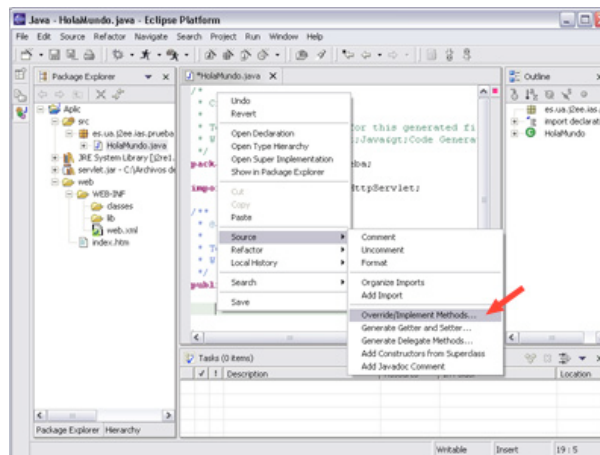 Java - HolaMundo.java - Eclipse Platform
File Edit Source Refactor Navigate Search Project Run Window Help
Package Explorer
Aplic
src
es.ua.j2ee.ias.prueba
HolaMundo.java
JRE System Library [j2re1.
servlet.jar - C:\Archivos de
web
WEB-INF
classes
lib
web.xml
index.htm
Package Explorer Hierarchy
*HolaMundo.java
/*
* C
* T for this generated fi
* W ;Java&gt;Code Genera
*/
pack eba;
impo HttpServlet;
/**
* @
* T
* W
*/
publi
Undo
Revert
Open Declaration
Open Type Hierarchy
Open Super Implementation
Show in Package Explorer
Cut
Copy
Paste
Source
Refactor
Local History
Search
Save
Comment
Uncomment
Format
Organize Imports
Add Import
Override/Implement Methods...
Generate Getter and Setter...
Generate Delegate Methods...
Add Constructors from Superclass
Add Javadoc Comment
Outline
es.ua.j2ee.ias.
import declarat
HolaMundo
Tasks (0 items)
! Description
Location
Writable Insert 19 : 5